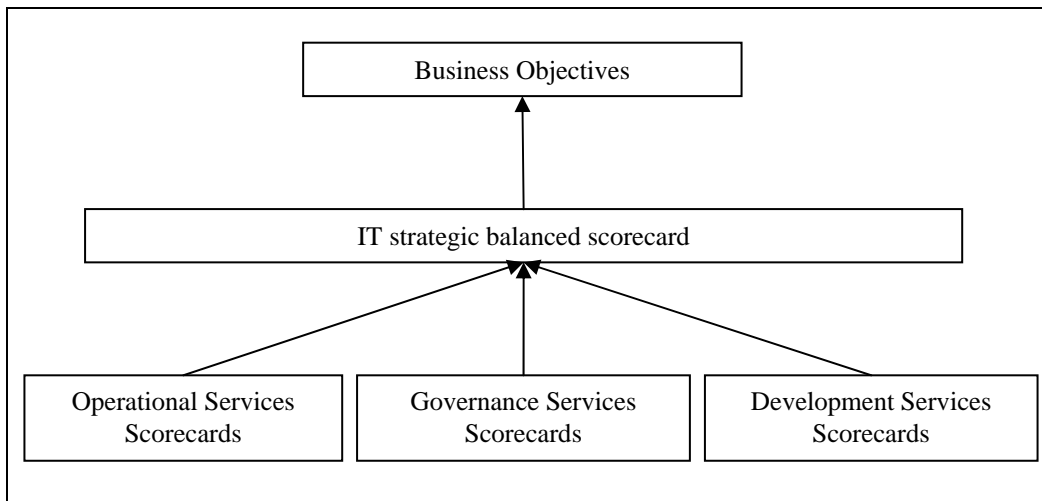 Business Objectives
IT strategic balanced scorecard
Operational Services
Scorecards
Governance Services
Scorecards
Development Services
Scorecards